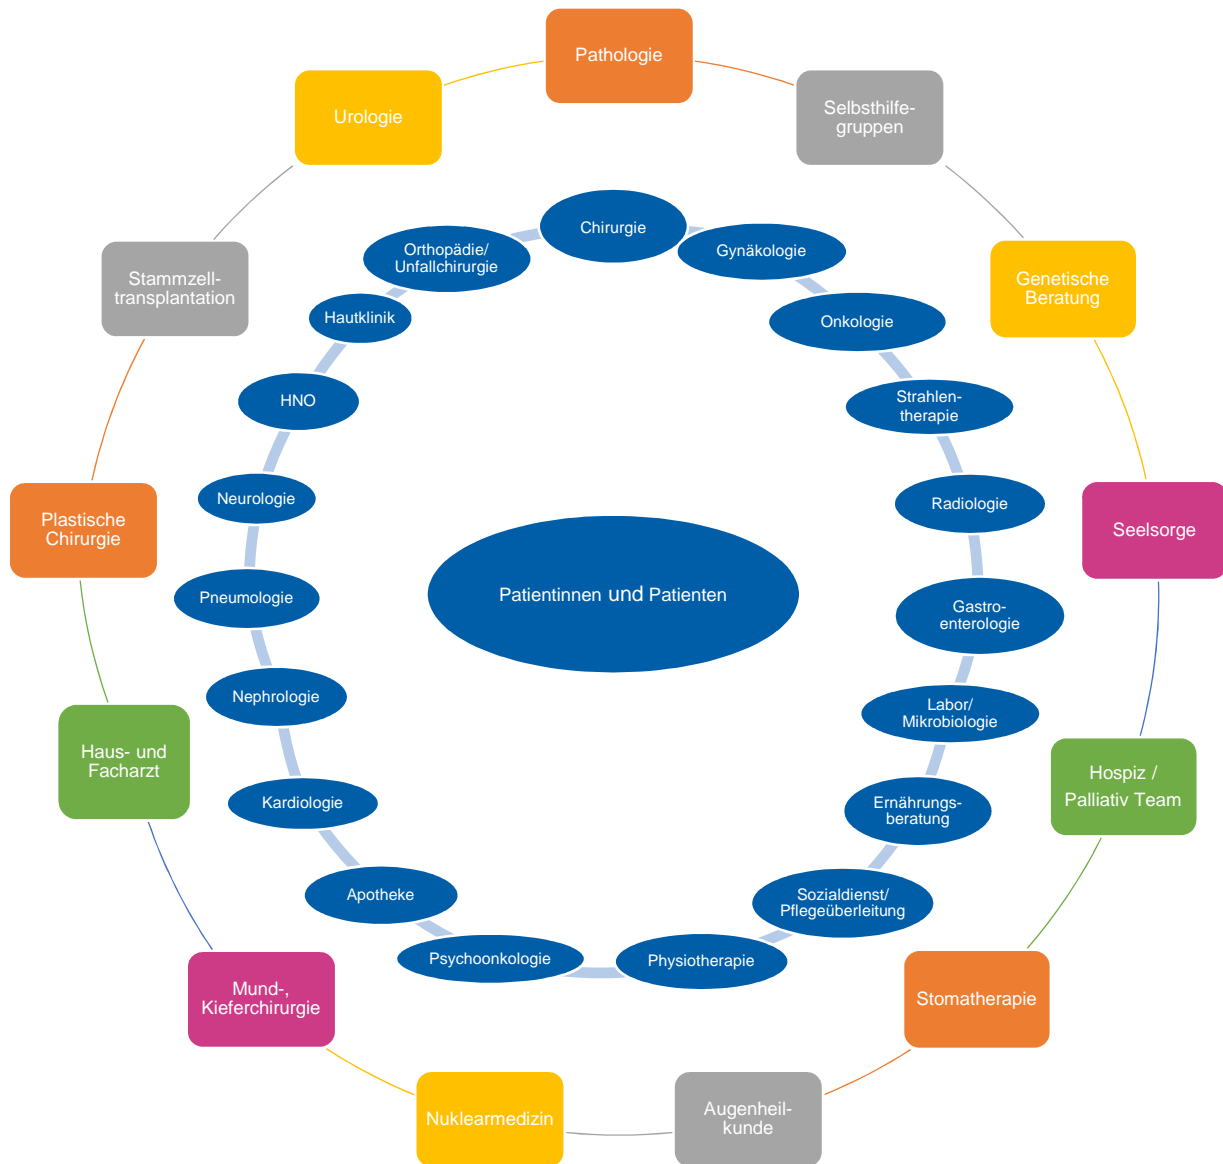 Pathologie
Selbsthilfe-
gruppen
Genetische
Beratung
Seelsorge
Hospiz /
Palliativ Team
Stomatherapie
Augenheil-
kunde
Nuklearmedizin
Mund-,
Kieferchirurgie
Haus- und
Facharzt
Plastische
Chirurgie
Stammzell-
transplantation
Urologie
Chirurgie
Gynäkologie
Onkologie
Strahlen-
therapie
Radiologie
Gastro-
enterologie
Labor/
Mikrobiologie
Ernährungs-
beratung
Sozialdienst/
Pflegeüberleitung
Physiotherapie
Psychoonkologie
Apotheke
Kardiologie
Nephrologie
Pneumologie
Neurologie
HNO
Hautklinik
Orthopädie/
Unfallchirurgie
Patientinnen und Patienten